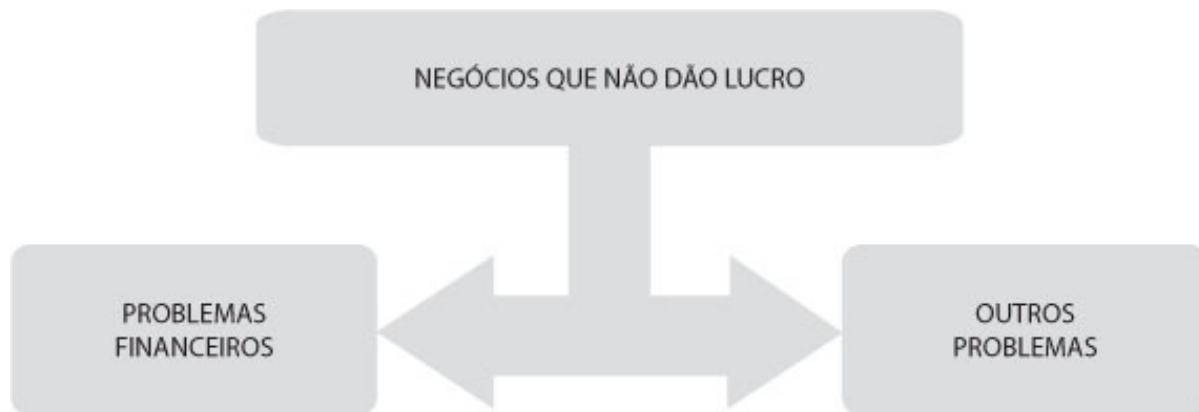 NEGÓCIOS QUE NÃO DÃO LUCRO
PROBLEMAS
FINANCEIROS
OUTROS
PROBLEMAS